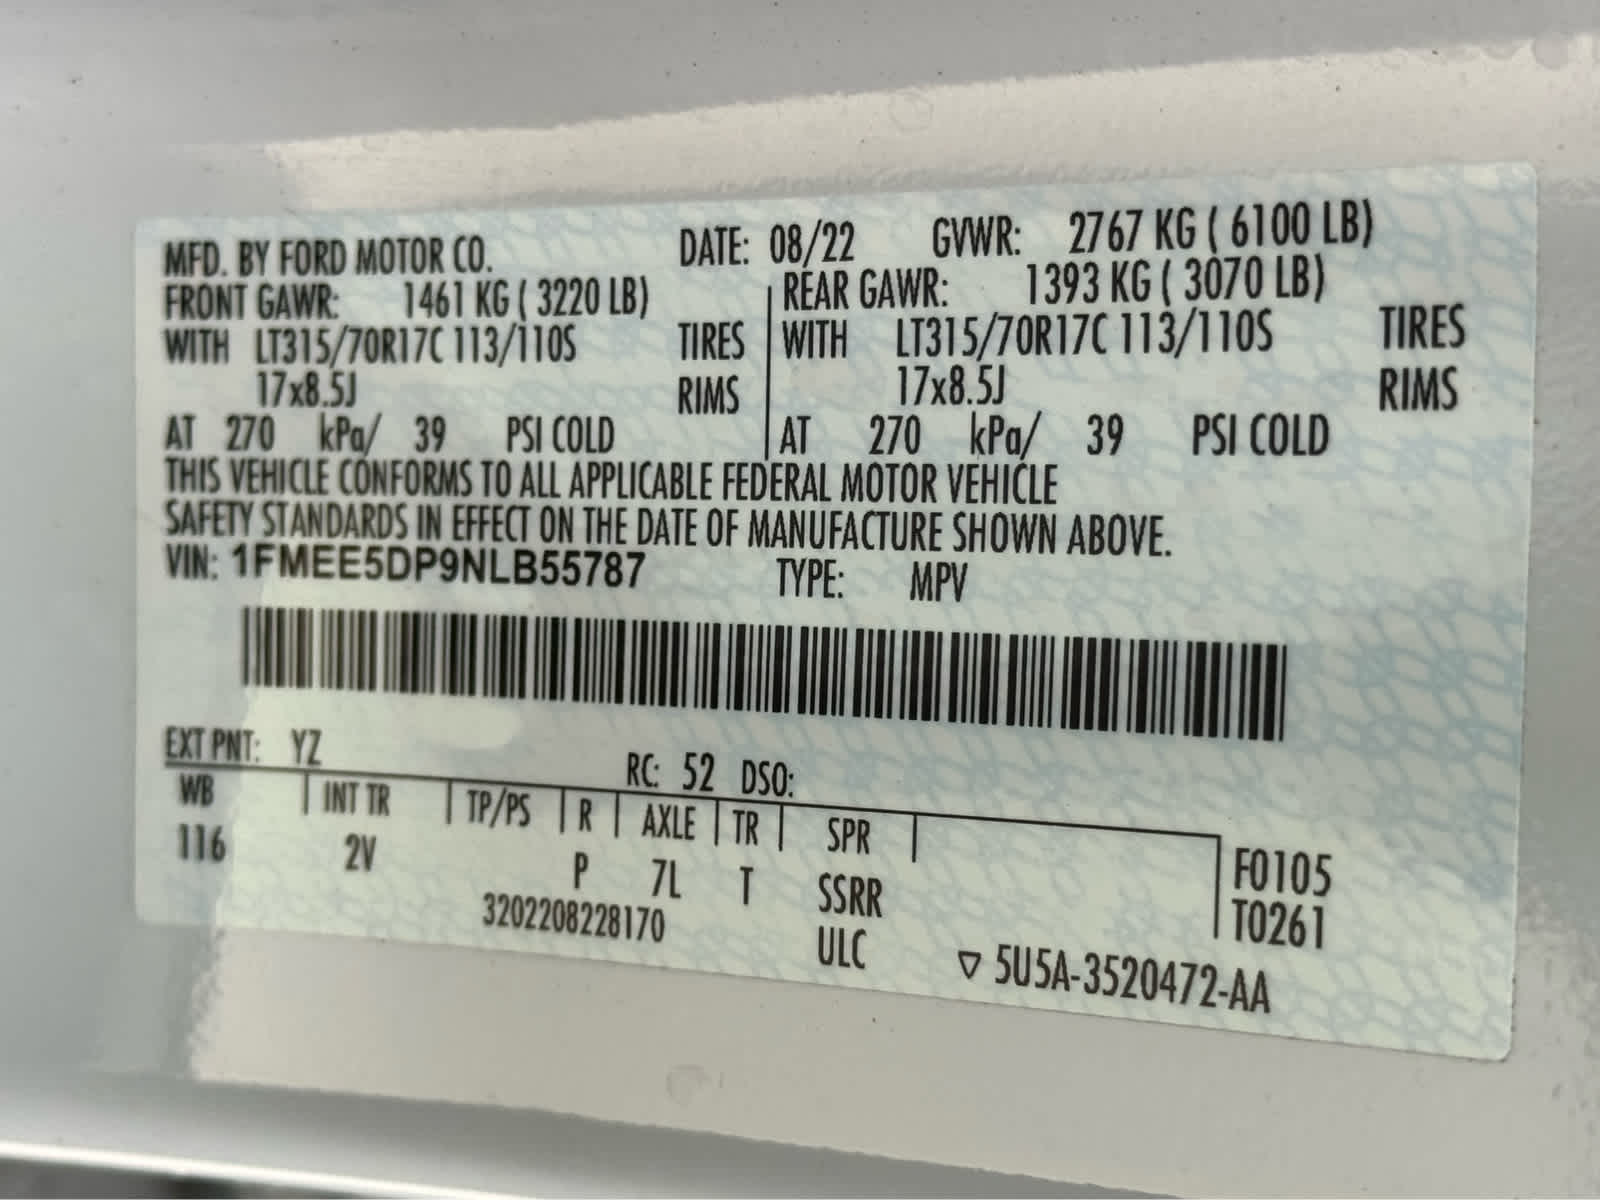 MFD. BY FORD MOTOR CO. DATE: 08/22 GVWR: 2767 KG ( 6100 LB)
FRONT GAWR: 1461 KG ( 3220 LB) REAR GAWR: 1393 KG ( 3070 LB)
WITH LT315/70R17C 113/110S TIRES WITH LT315/70R17C 113/110S TIRES
17x8.5J RIMS 17x8.5J RIMS
AT 270 kPa/ 39 PSI COLD AT 270 kPa/ 39 PSI COLD
THIS VEHICLE CONFORMS TO ALL APPLICABLE FEDERAL MOTOR VEHICLE
SAFETY STANDARDS IN EFFECT ON THE DATE OF MANUFACTURE SHOWN ABOVE.
VIN: 1FMEE5DP9NLB55787 TYPE: MPV
EXT PNT: YZ RC: 52 DSO:
WB INT TR TP/PS R AXLE TR SPR F0105
116 2V P 7L T SSRR T0261
3202208228170 ULC ▽ 5U5A-3520472-AA